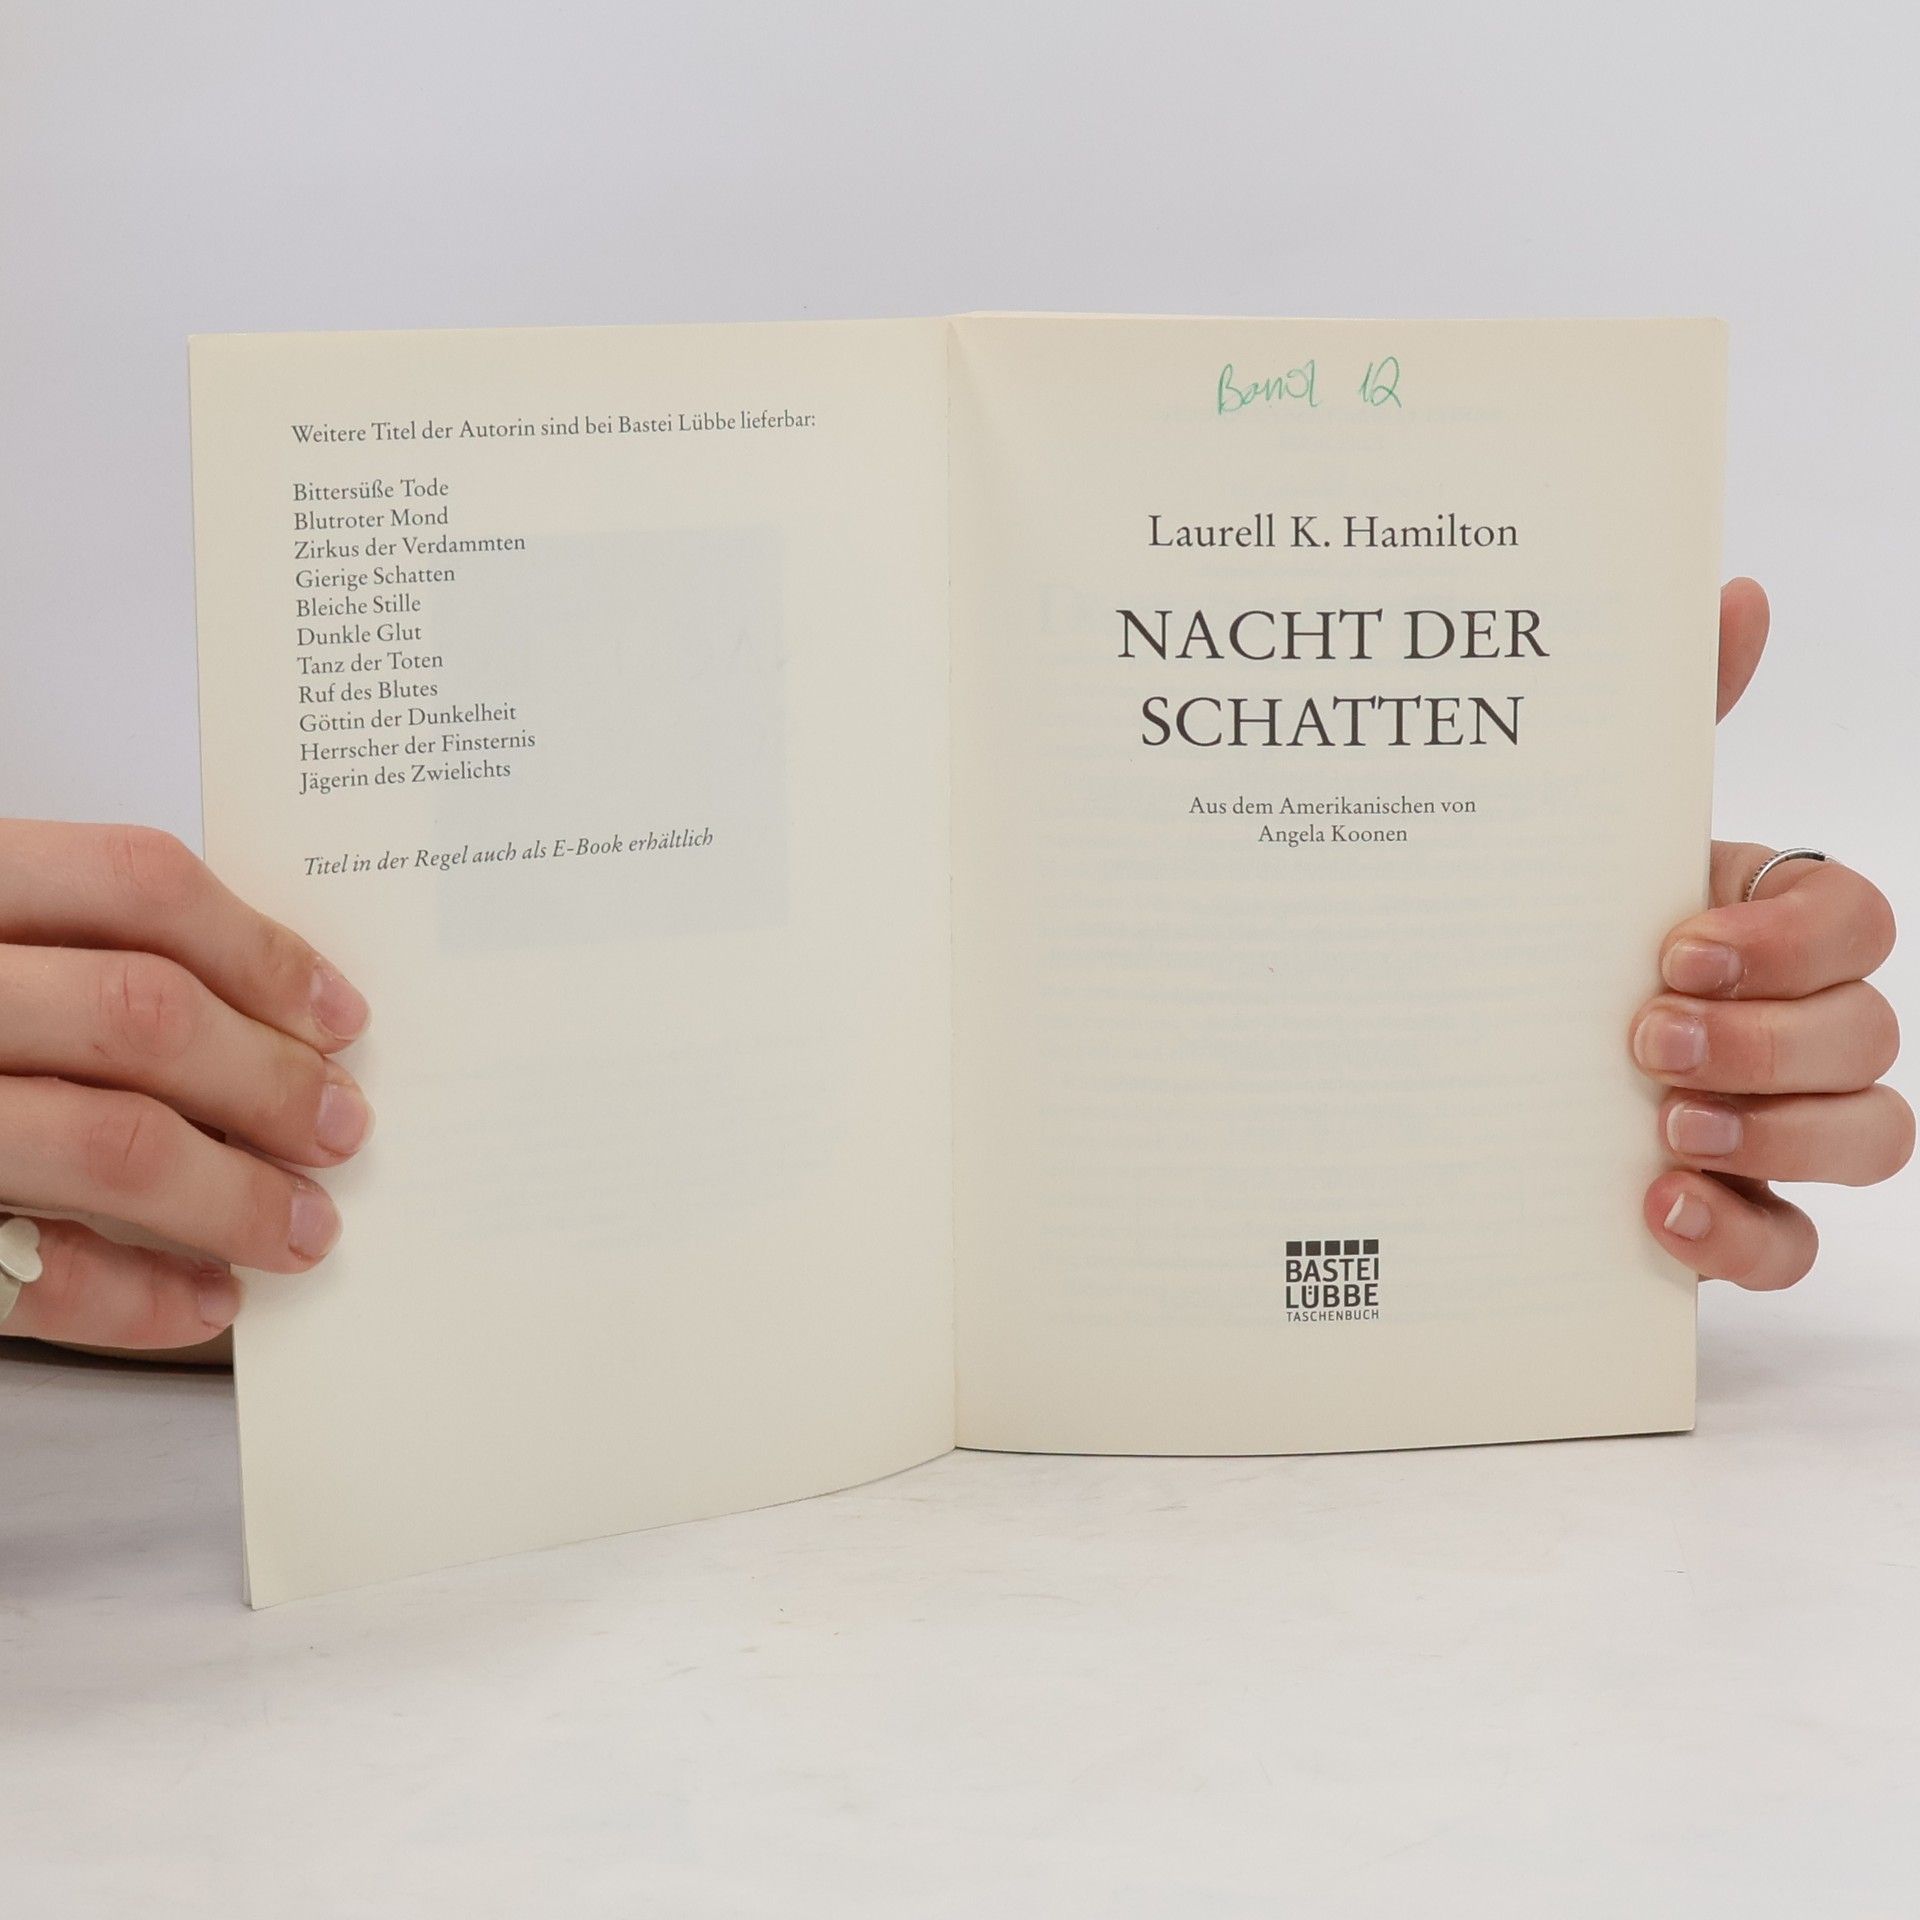 Weitere Titel der Autorin sind bei Bastei Lübbe lieferbar:
Bittersüße Tode
Blutroter Mond
Zirkus der Verdammten
Gierige Schatten
Bleiche Stille
Dunkle Glut
Tanz der Toten
Ruf des Blutes
Göttin der Dunkelheit
Herrscher der Finsternis
Jägerin des Zwielichts
Titel in der Regel auch als E-Book erhältlich
Band 12
Laurell K. Hamilton
NACHT DER
SCHATTEN
Aus dem Amerikanischen von
Angela Koonen
BASTEI
LÜBBE
TASCHENBUCH